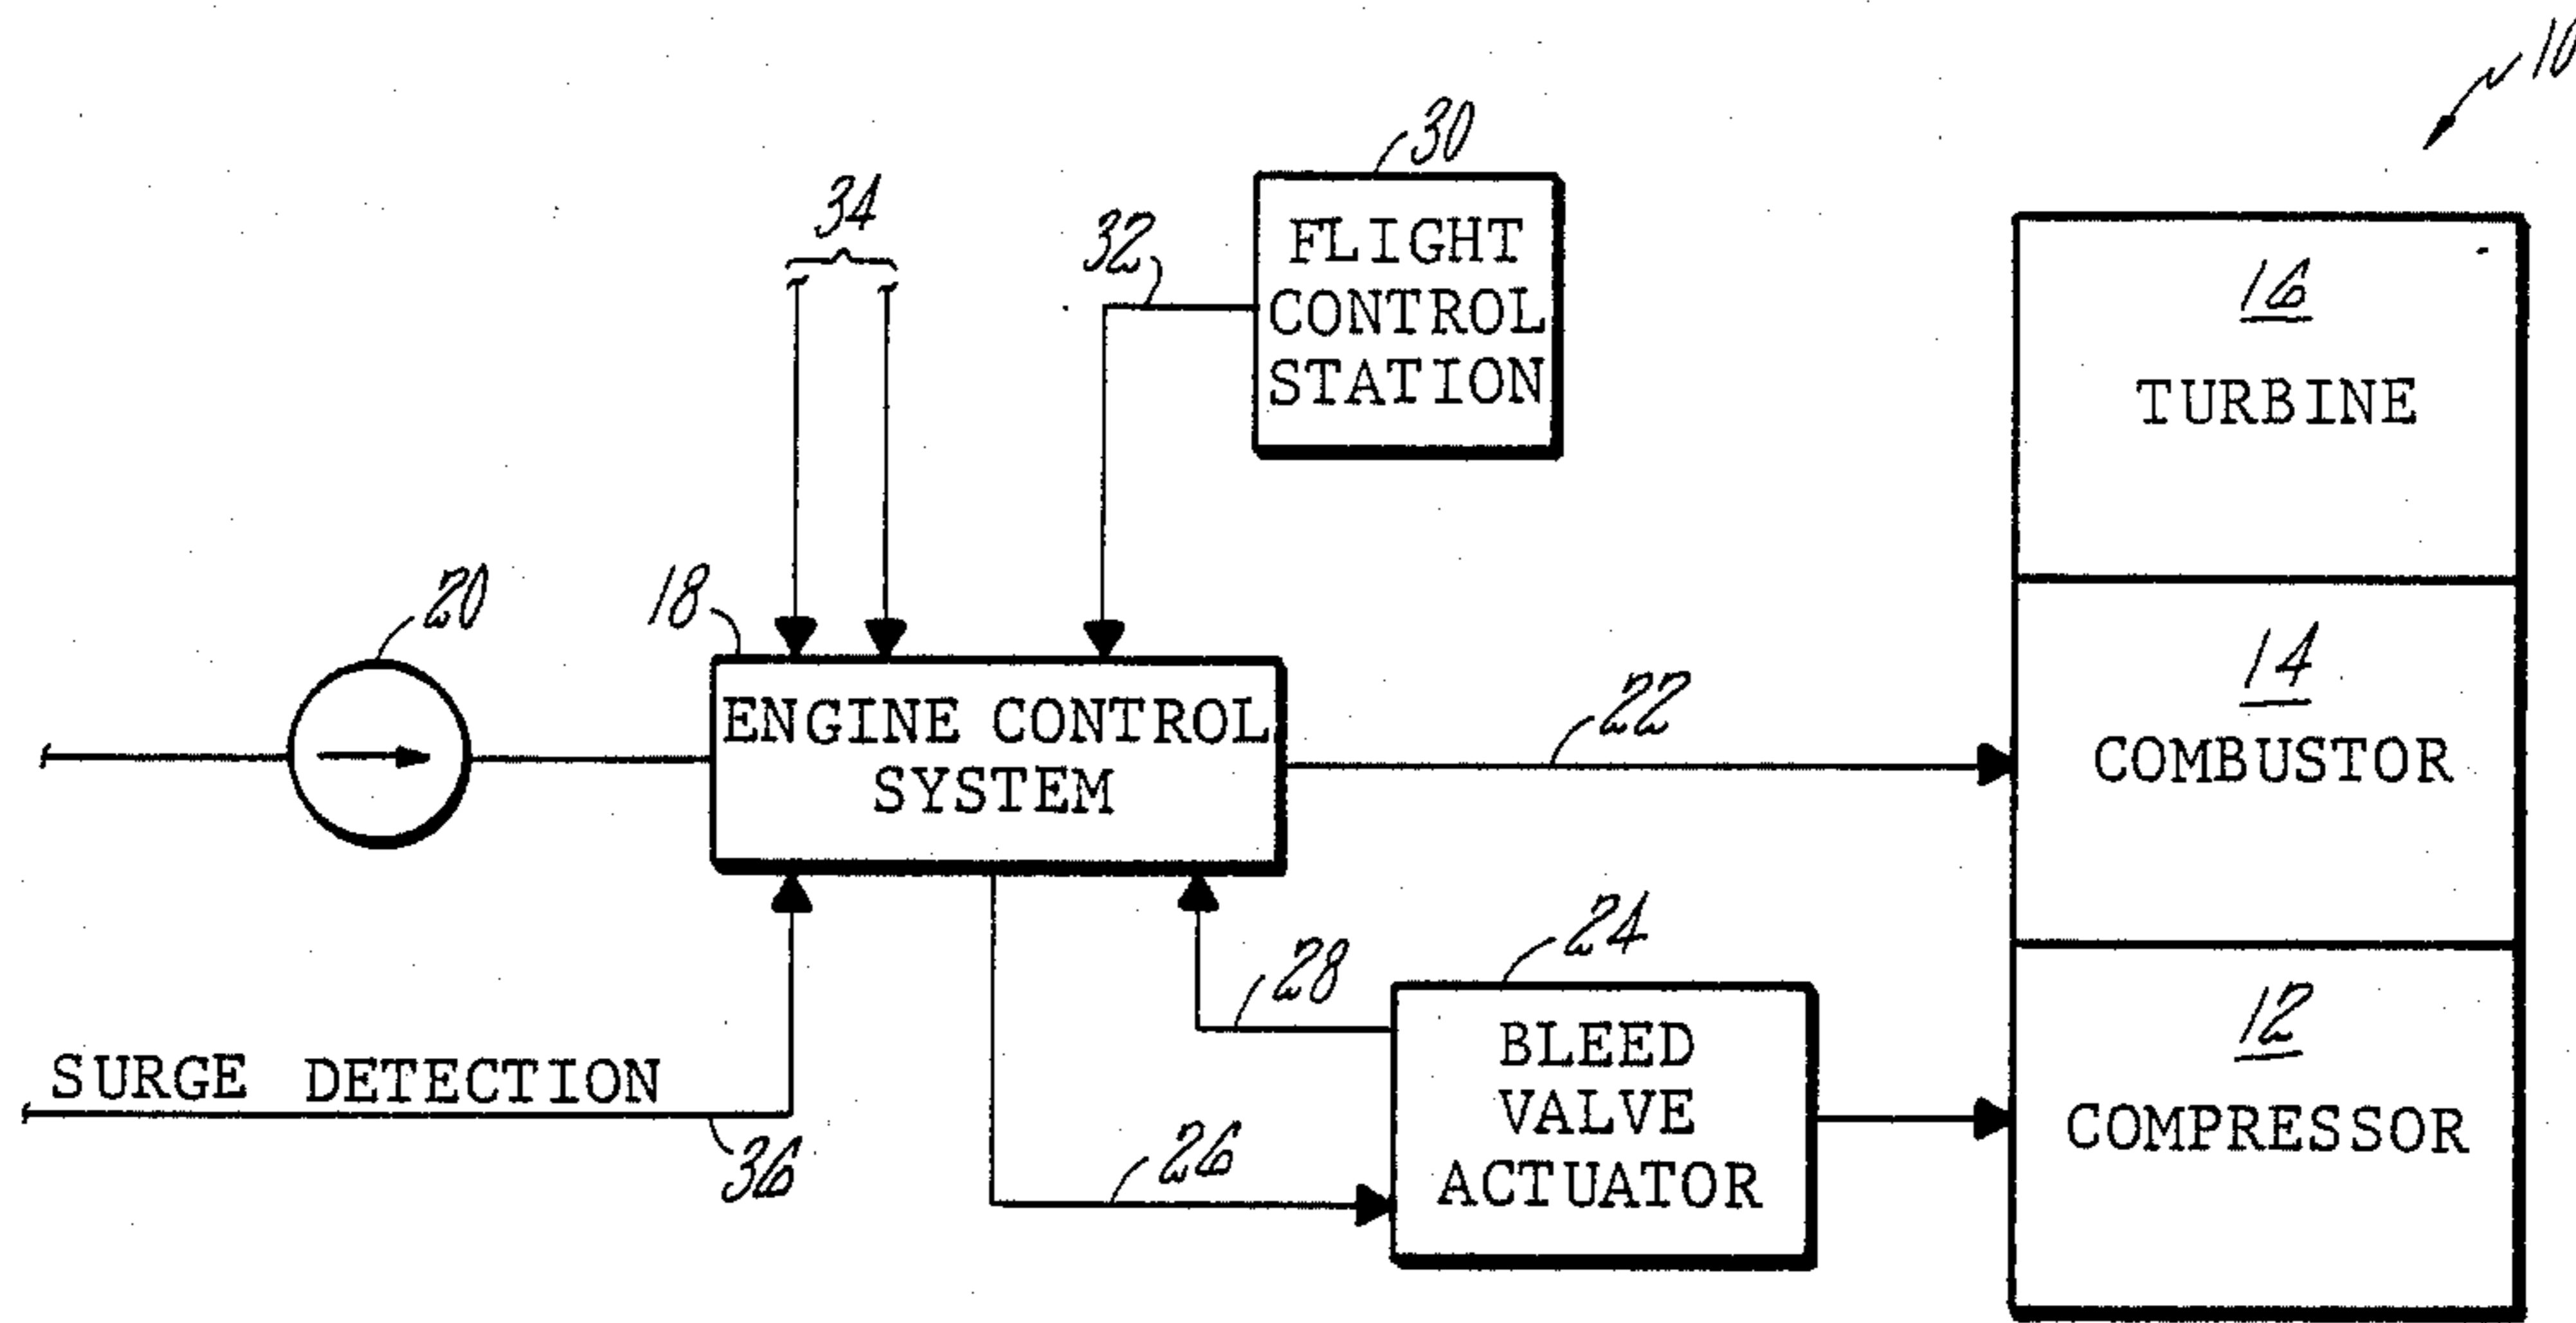 10
30
34
FLIGHT
CONTROL
STATION
32
16
TURBINE
20
18
ENGINE CONTROL
SYSTEM
22
14
COMBUSTOR
24
28
BLEED
VALVE
ACTUATOR
12
COMPRESSOR
SURGE DETECTION
36
26